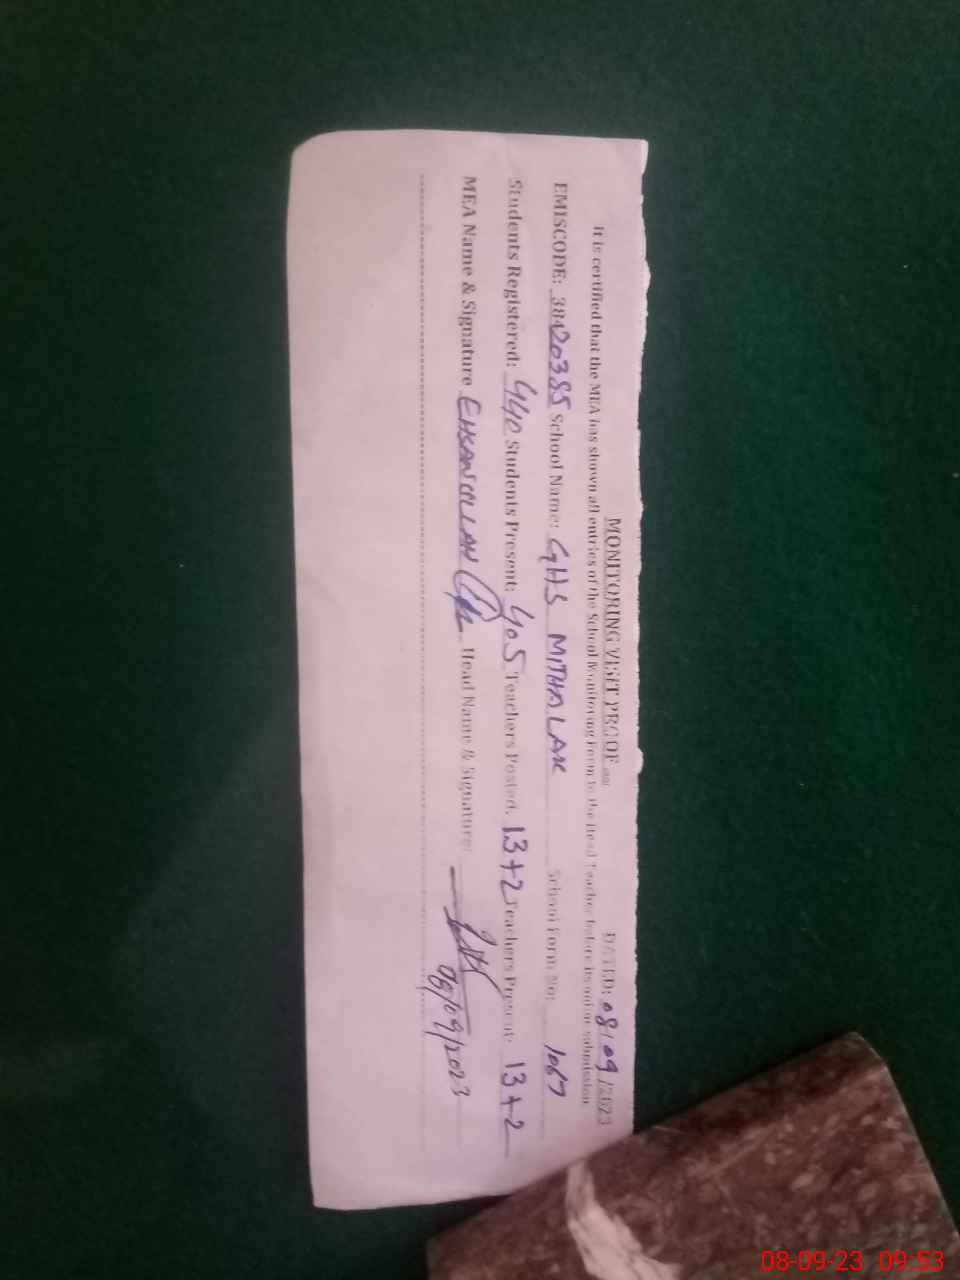 MONITORING VISIT PROOF
DATED: 08/09/2023
It is certified that the MEA has shown all entries of the School Monitoring Form to the Head Teacher before its online submission
EMISCODE: 38420385 School Name: GHS MITHALAK School Form No: 1067
Students Registered: 440 Students Present: 405 Teachers Posted: 13+2 Teachers Present: 13+2
MEA Name & Signature EHSANULLAH Head Name & Signature:
08/09/2023
08-09-23 09:53